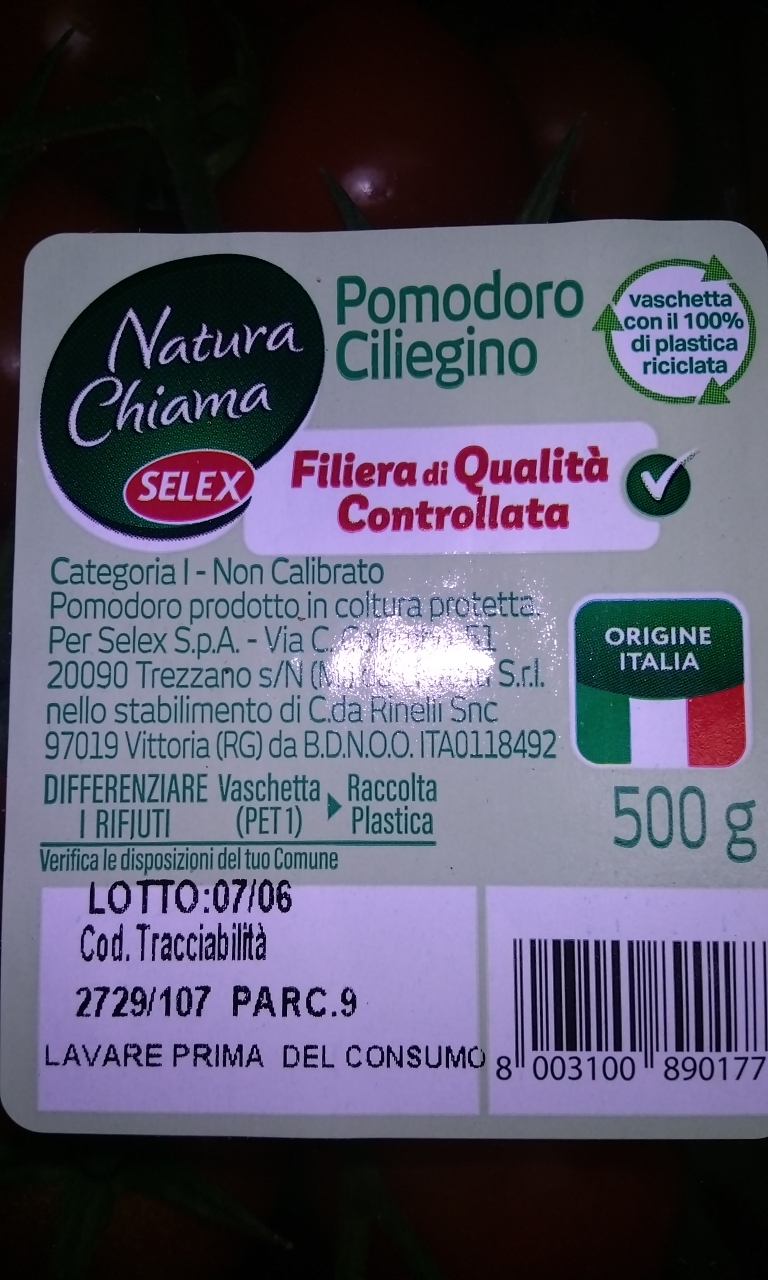 Natura
Chiama
SELEX
Pomodoro
Ciliegino
vaschetta
con il 100%
di plastica
riciclata
Filiera di Qualità
Controllata
Categoria I - Non Calibrato
Pomodoro prodotto in coltura protetta.
Per Selex S.p.A. - Via C. 51
20090 Trezzano s/N S.r.l.
nello stabilimento di C.da Rinelli Snc
97019 Vittoria (RG) da B.D.N.O.O. ITA0118492
ORIGINE
ITALIA
DIFFERENZIARE
I RIFIUTI
Vaschetta
(PET 1)
Raccolta
Plastica
Verifica le disposizioni del tuo Comune
500 g
LOTTO:07/06
Cod. Tracciabilità
2729/107 PARC.9
LAVARE PRIMA DEL CONSUMO
8 003100 890177